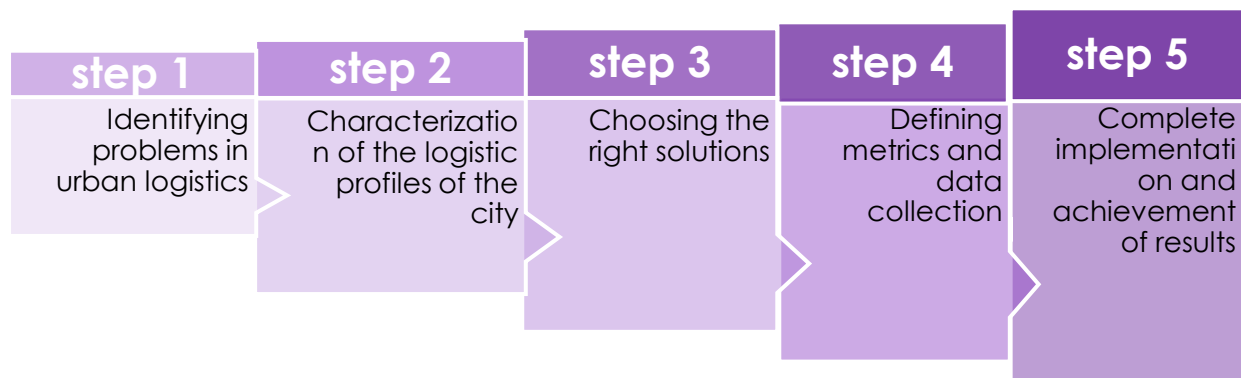 step 1
Identifying
problems in
urban logistics
step 2
Characterizatio
n of the logistic
profiles of the
city
step 3
Choosing the
right solutions
step 4
Defining
metrics and
data
collection
step 5
Complete
implementati
on and
achievement
of results